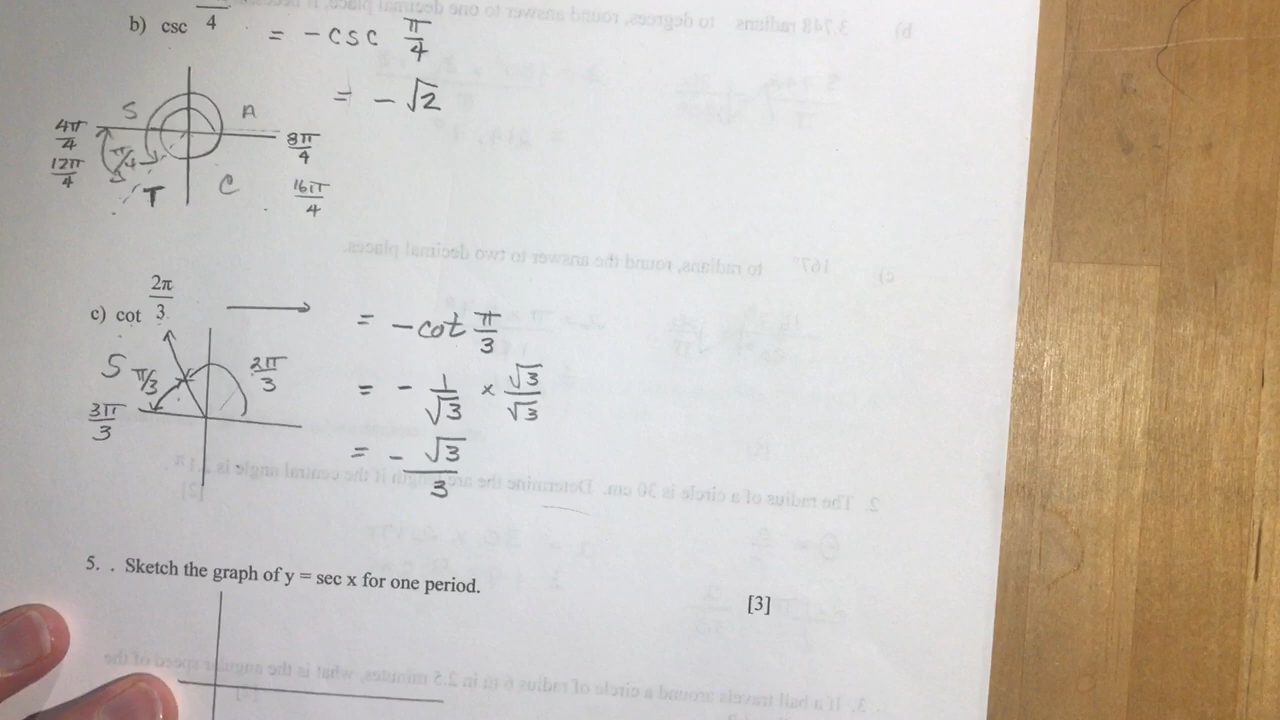 b) csc 4 = -csc π/4
= -√2
S A
4π/4 8π/4
12π/4 π/4
T C 16π/4
c) cot 2π/3 = -cot π/3
S π/3 2π/3
= - 1/√3 × √3/√3
3π/3
= - √3/3
5. . Sketch the graph of y = sec x for one period.
[3]